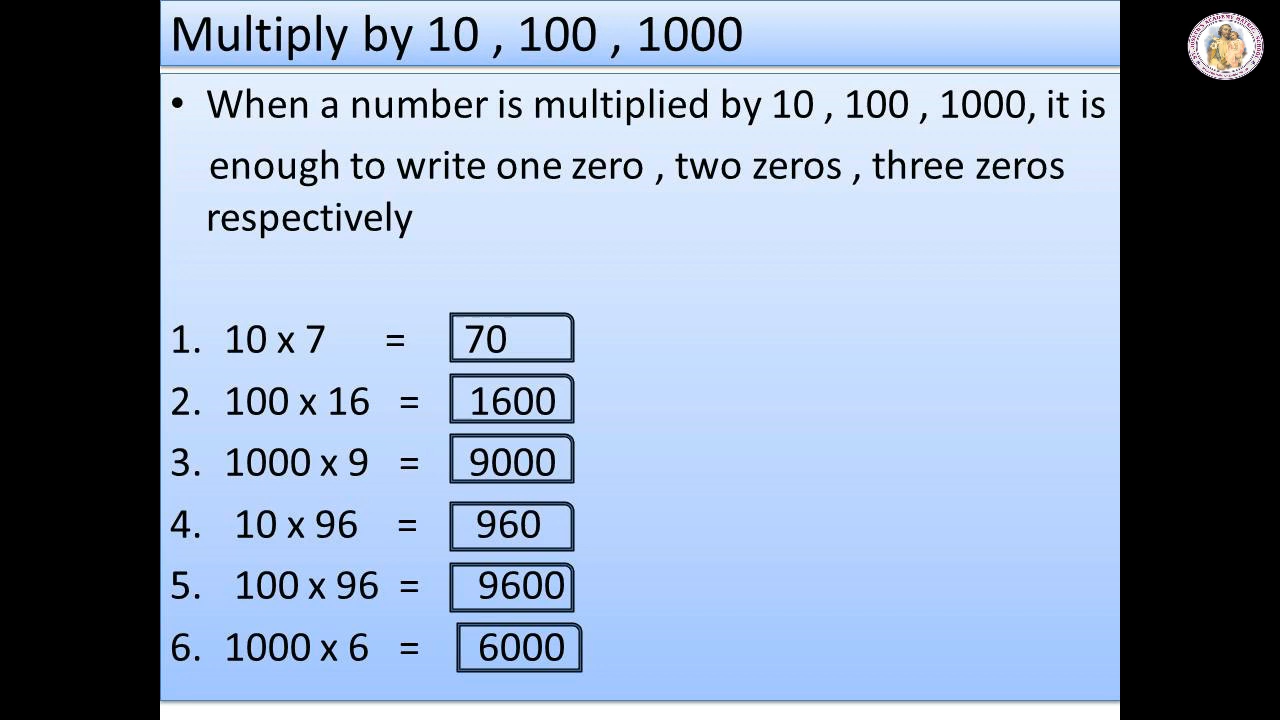 Multiply by 10 , 100 , 1000
• When a number is multiplied by 10 , 100 , 1000, it is
enough to write one zero , two zeros , three zeros
respectively
1. 10 x 7 = 70
2. 100 x 16 = 1600
3. 1000 x 9 = 9000
4. 10 x 96 = 960
5. 100 x 96 = 9600
6. 1000 x 6 = 6000